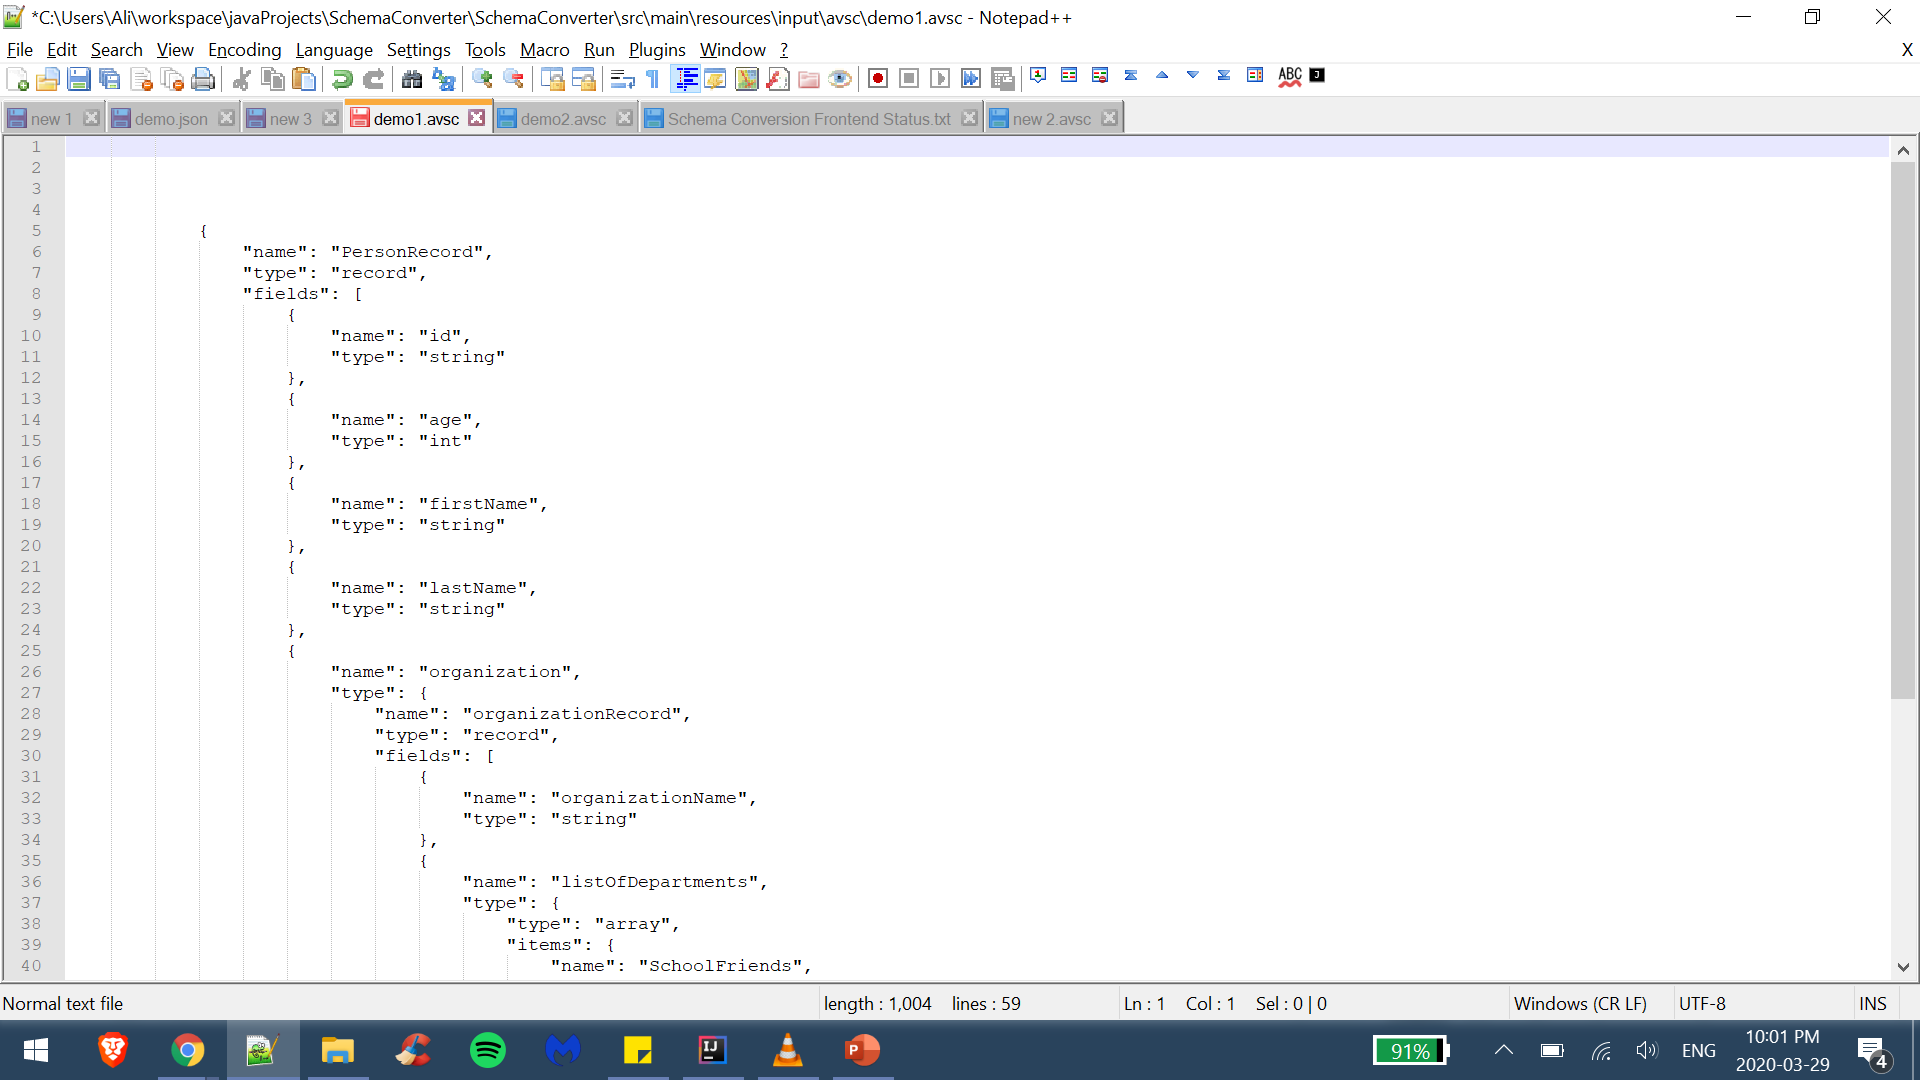 *C:\Users\Ali\workspace\javaProjects\SchemaConverter\SchemaConverter\src\main\resources\input\avsc\demo1.avsc - Notepad++
File Edit Search View Encoding Language Settings Tools Macro Run Plugins Window ? X
ABC
new 1 demo.json new 3 demo1.avsc demo2.avsc Schema Conversion Frontend Status.txt new 2.avsc
1
2
3
4
5 {
6 "name": "PersonRecord",
7 "type": "record",
8 "fields": [
9 {
10 "name": "id",
11 "type": "string"
12 },
13 {
14 "name": "age",
15 "type": "int"
16 },
17 {
18 "name": "firstName",
19 "type": "string"
20 },
21 {
22 "name": "lastName",
23 "type": "string"
24 },
25 {
26 "name": "organization",
27 "type": {
28 "name": "organizationRecord",
29 "type": "record",
30 "fields": [
31 {
32 "name": "organizationName",
33 "type": "string"
34 },
35 {
36 "name": "listOfDepartments",
37 "type": {
38 "type": "array",
39 "items": {
40 "name": "SchoolFriends",
Normal text file length : 1,004 lines : 59 Ln : 1 Col : 1 Sel : 0 | 0 Windows (CR LF) UTF-8 INS
IJ P 91% ENG 10:01 PM 4
2020-03-29